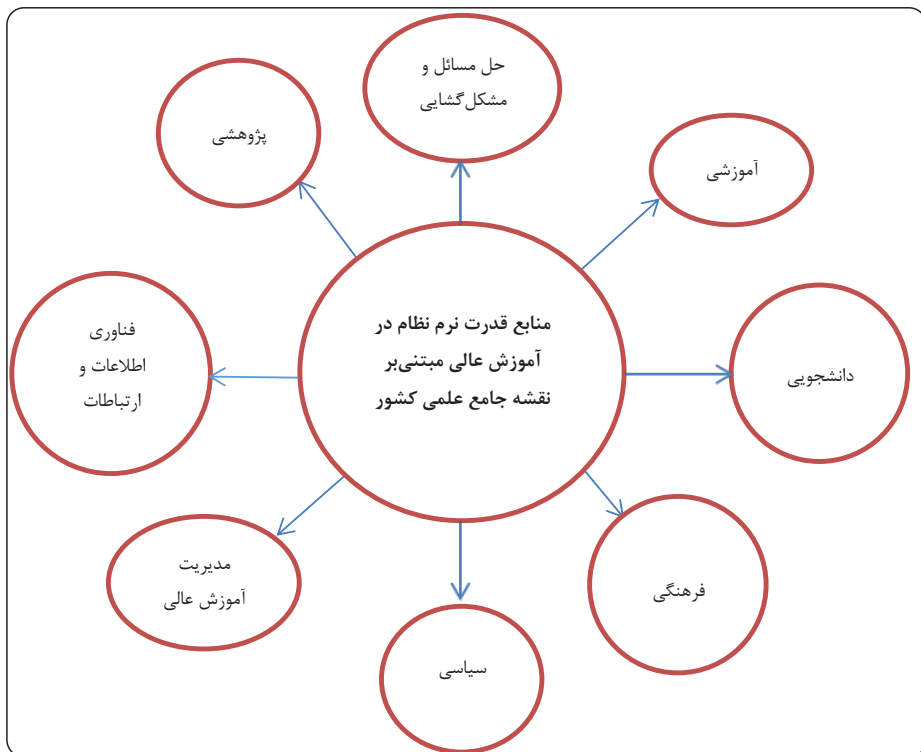 حل مسائل و
مشکل‌گشایی
پژوهشی
آموزشی
منابع قدرت نرم نظام در
آموزش عالی مبتنی‌بر
نقشه جامع علمی کشور
فناوری
اطلاعات و
ارتباطات
دانشجویی
مدیریت
آموزش عالی
فرهنگی
سیاسی